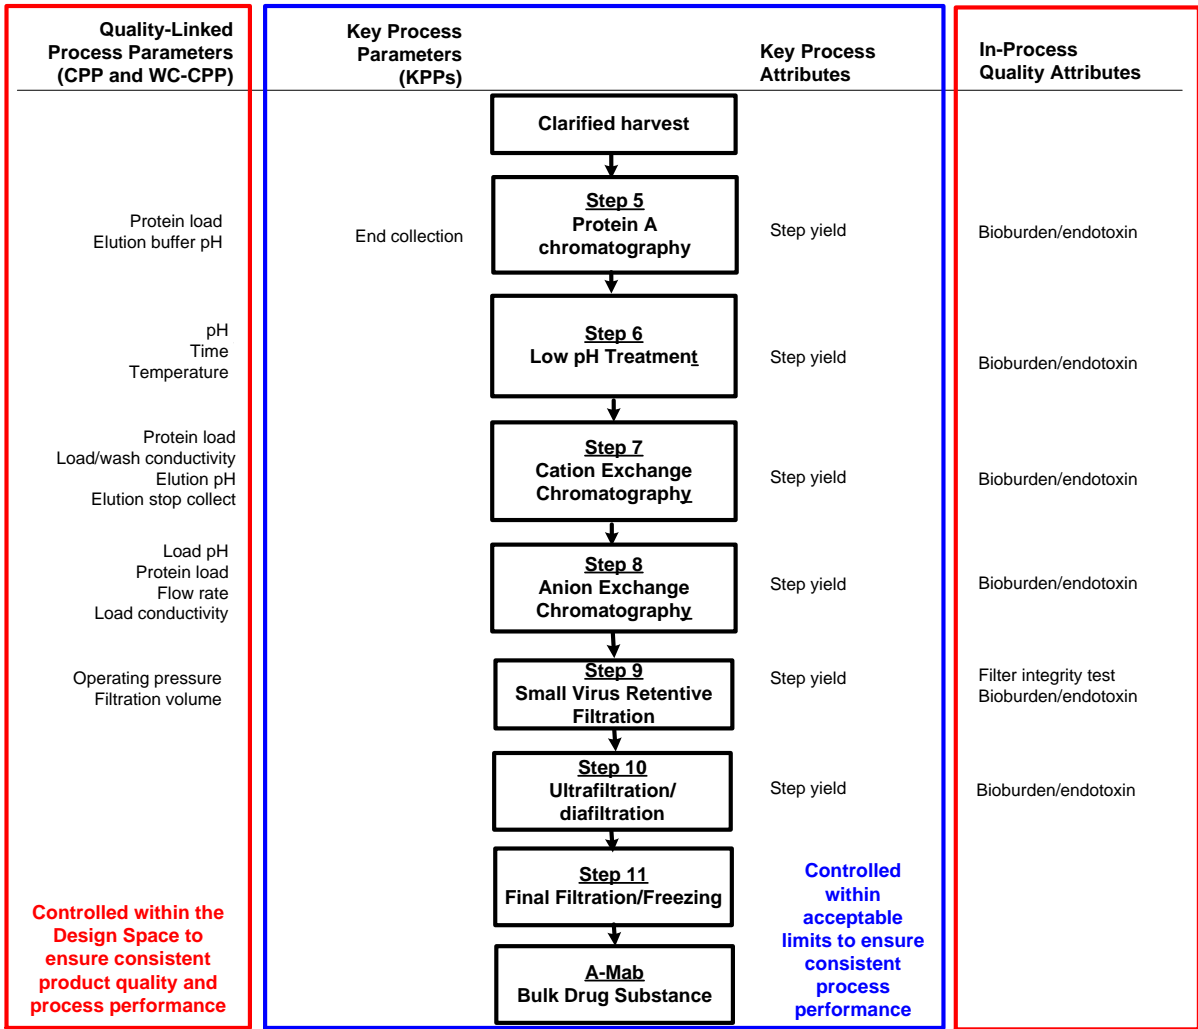 Quality-Linked
Process Parameters
(CPP and WC-CPP)
Key Process
Parameters
(KPPs)
Key Process
Attributes
In-Process
Quality Attributes
Clarified harvest
Protein load
Elution buffer pH
End collection
Step 5
Protein A
chromatography
Step yield
Bioburden/endotoxin
pH
Time
Temperature
Step 6
Low pH Treatment
Step yield
Bioburden/endotoxin
Protein load
Load/wash conductivity
Elution pH
Elution stop collect
Step 7
Cation Exchange
Chromatography
Step yield
Bioburden/endotoxin
Load pH
Protein load
Flow rate
Load conductivity
Step 8
Anion Exchange
Chromatography
Step yield
Bioburden/endotoxin
Operating pressure
Filtration volume
Step 9
Small Virus Retentive
Filtration
Step yield
Filter integrity test
Bioburden/endotoxin
Step 10
Ultrafiltration/
diafiltration
Step yield
Bioburden/endotoxin
Step 11
Final Filtration/Freezing
A-Mab
Bulk Drug Substance
Controlled within the
Design Space to
ensure consistent
product quality and
process performance
Controlled
within
acceptable
limits to ensure
consistent
process
performance